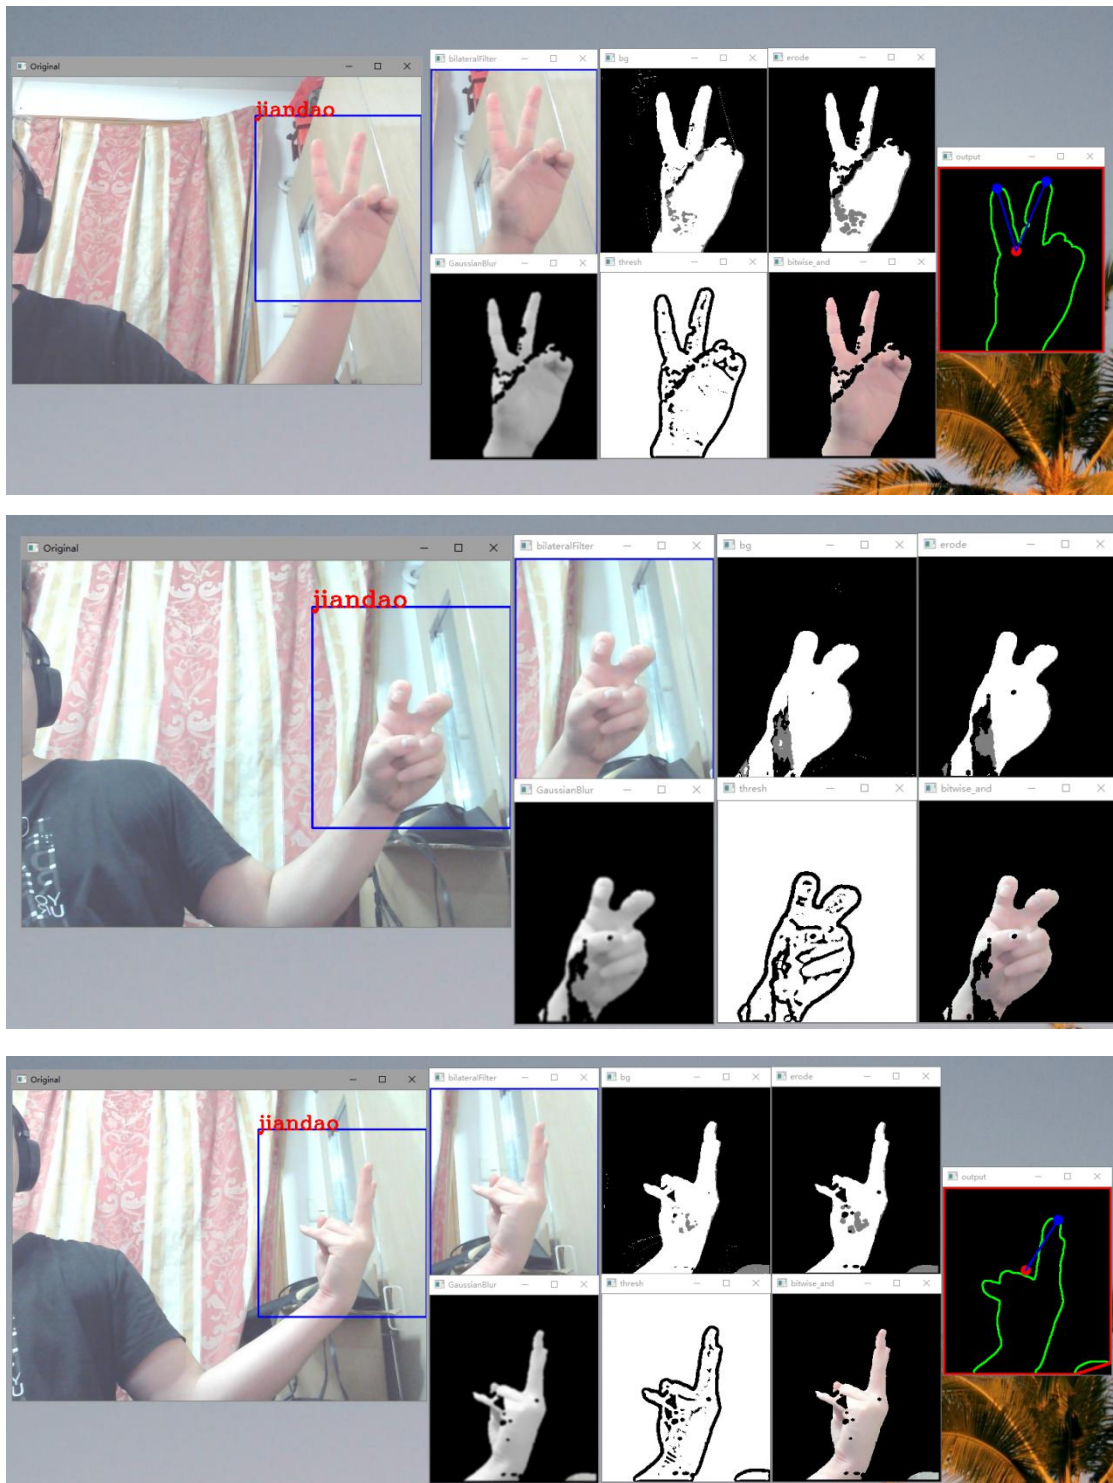 Original
jiandao
bilateralFilter
bg
erode
GaussianBlur
thresh
bitwise_and
output
Original
jiandao
bilateralFilter
bg
erode
GaussianBlur
thresh
bitwise_and
Original
jiandao
bilateralFilter
bg
erode
GaussianBlur
thresh
bitwise_and
output